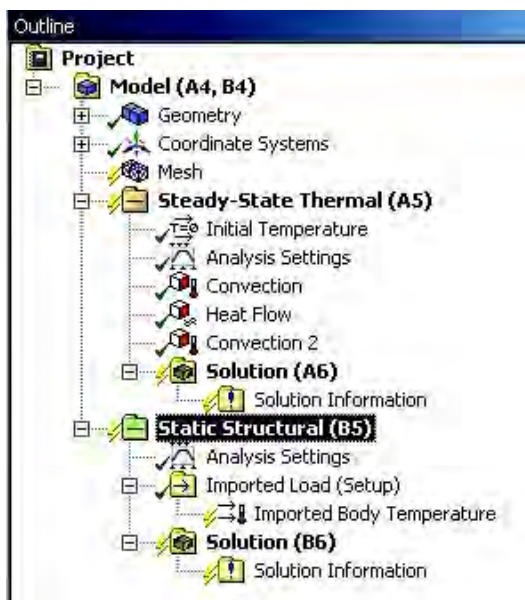 Outline
Project
Model (A4, B4)
Geometry
Coordinate Systems
Mesh
Steady-State Thermal (A5)
Initial Temperature
Analysis Settings
Convection
Heat Flow
Convection 2
Solution (A6)
Solution Information
Static Structural (B5)
Analysis Settings
Imported Load (Setup)
Imported Body Temperature
Solution (B6)
Solution Information